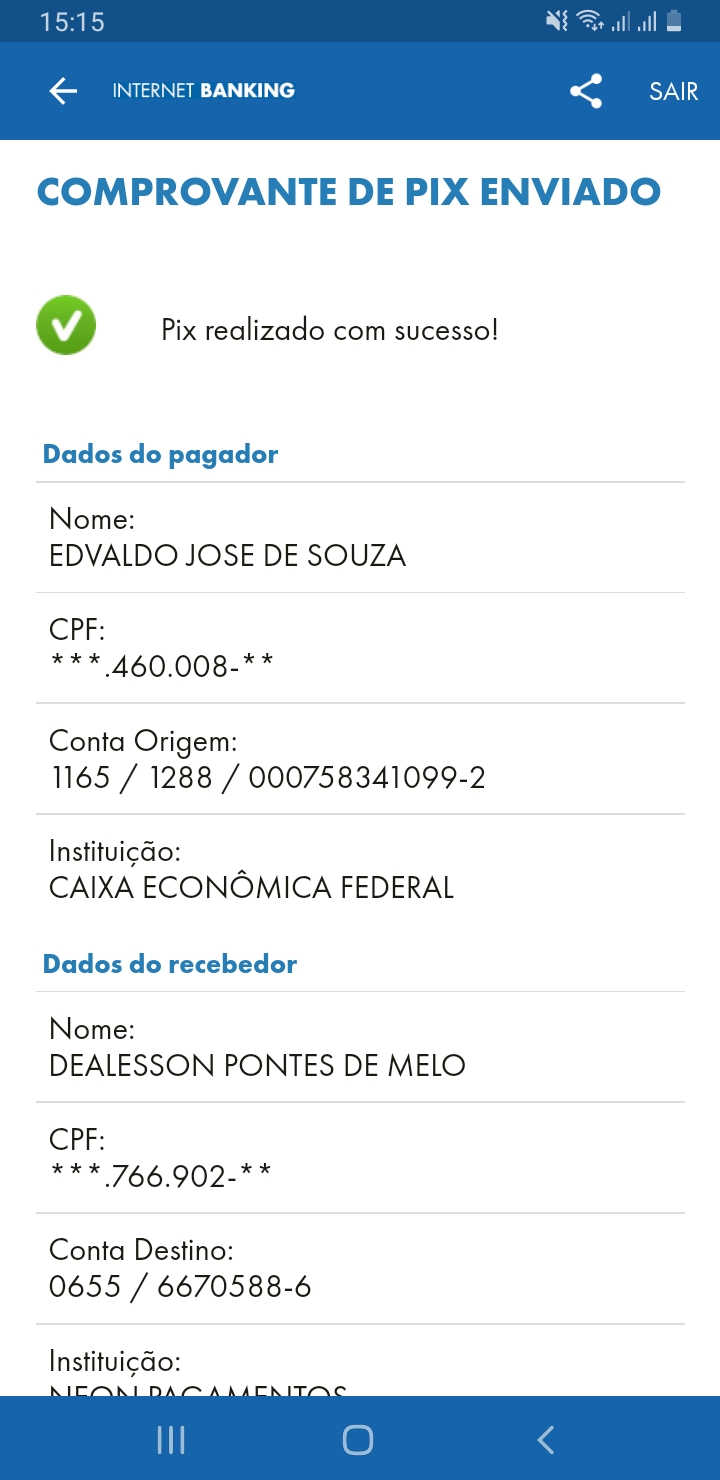 15:15
INTERNET BANKING
SAIR
COMPROVANTE DE PIX ENVIADO
Pix realizado com sucesso!
Dados do pagador
Nome:
EDVALDO JOSE DE SOUZA
CPF:
***.460.008-**
Conta Origem:
1165 / 1288 / 000758341099-2
Instituição:
CAIXA ECONÔMICA FEDERAL
Dados do recebedor
Nome:
DEALESSON PONTES DE MELO
CPF:
***.766.902-**
Conta Destino:
0655 / 6670588-6
Instituição:
NEON PAGAMENTOS